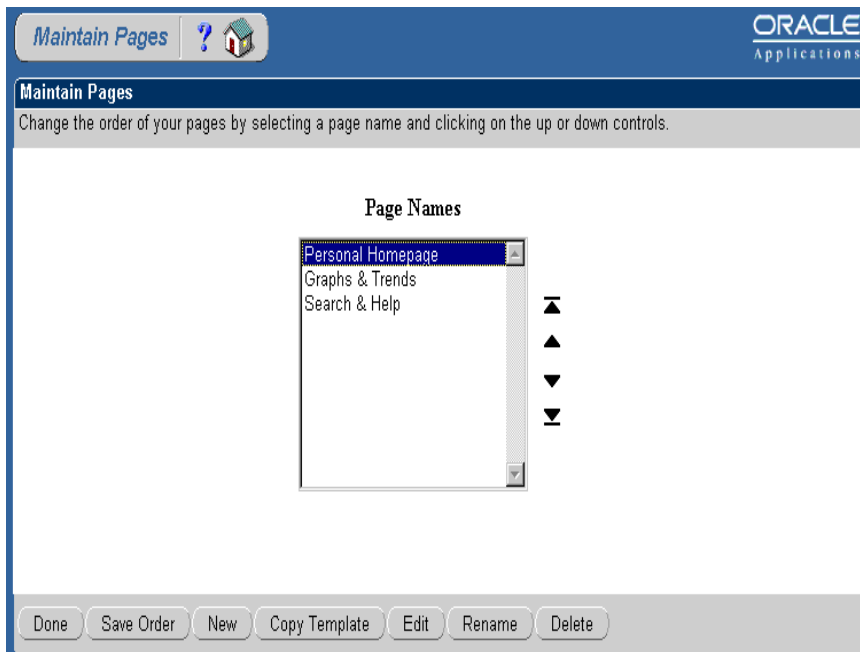 Maintain Pages
ORACLE
Applications
Maintain Pages
Change the order of your pages by selecting a page name and clicking on the up or down controls.
Page Names
Personal Homepage
Graphs & Trends
Search & Help
Done Save Order New Copy Template Edit Rename Delete